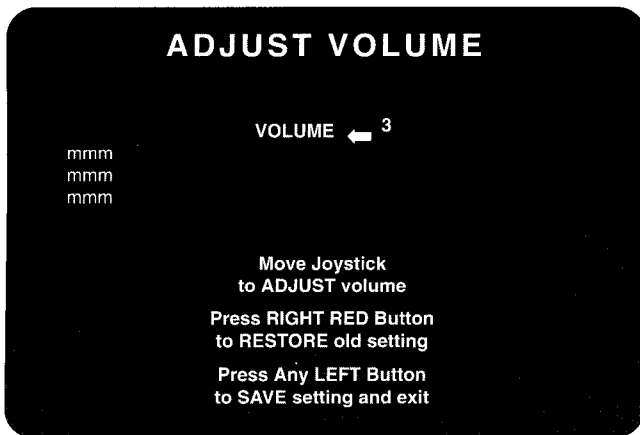 ADJUST VOLUME
VOLUME 3
mmm
mmm
mmm
Move Joystick
to ADJUST volume
Press RIGHT RED Button
to RESTORE old setting
Press Any LEFT Button
to SAVE setting and exit